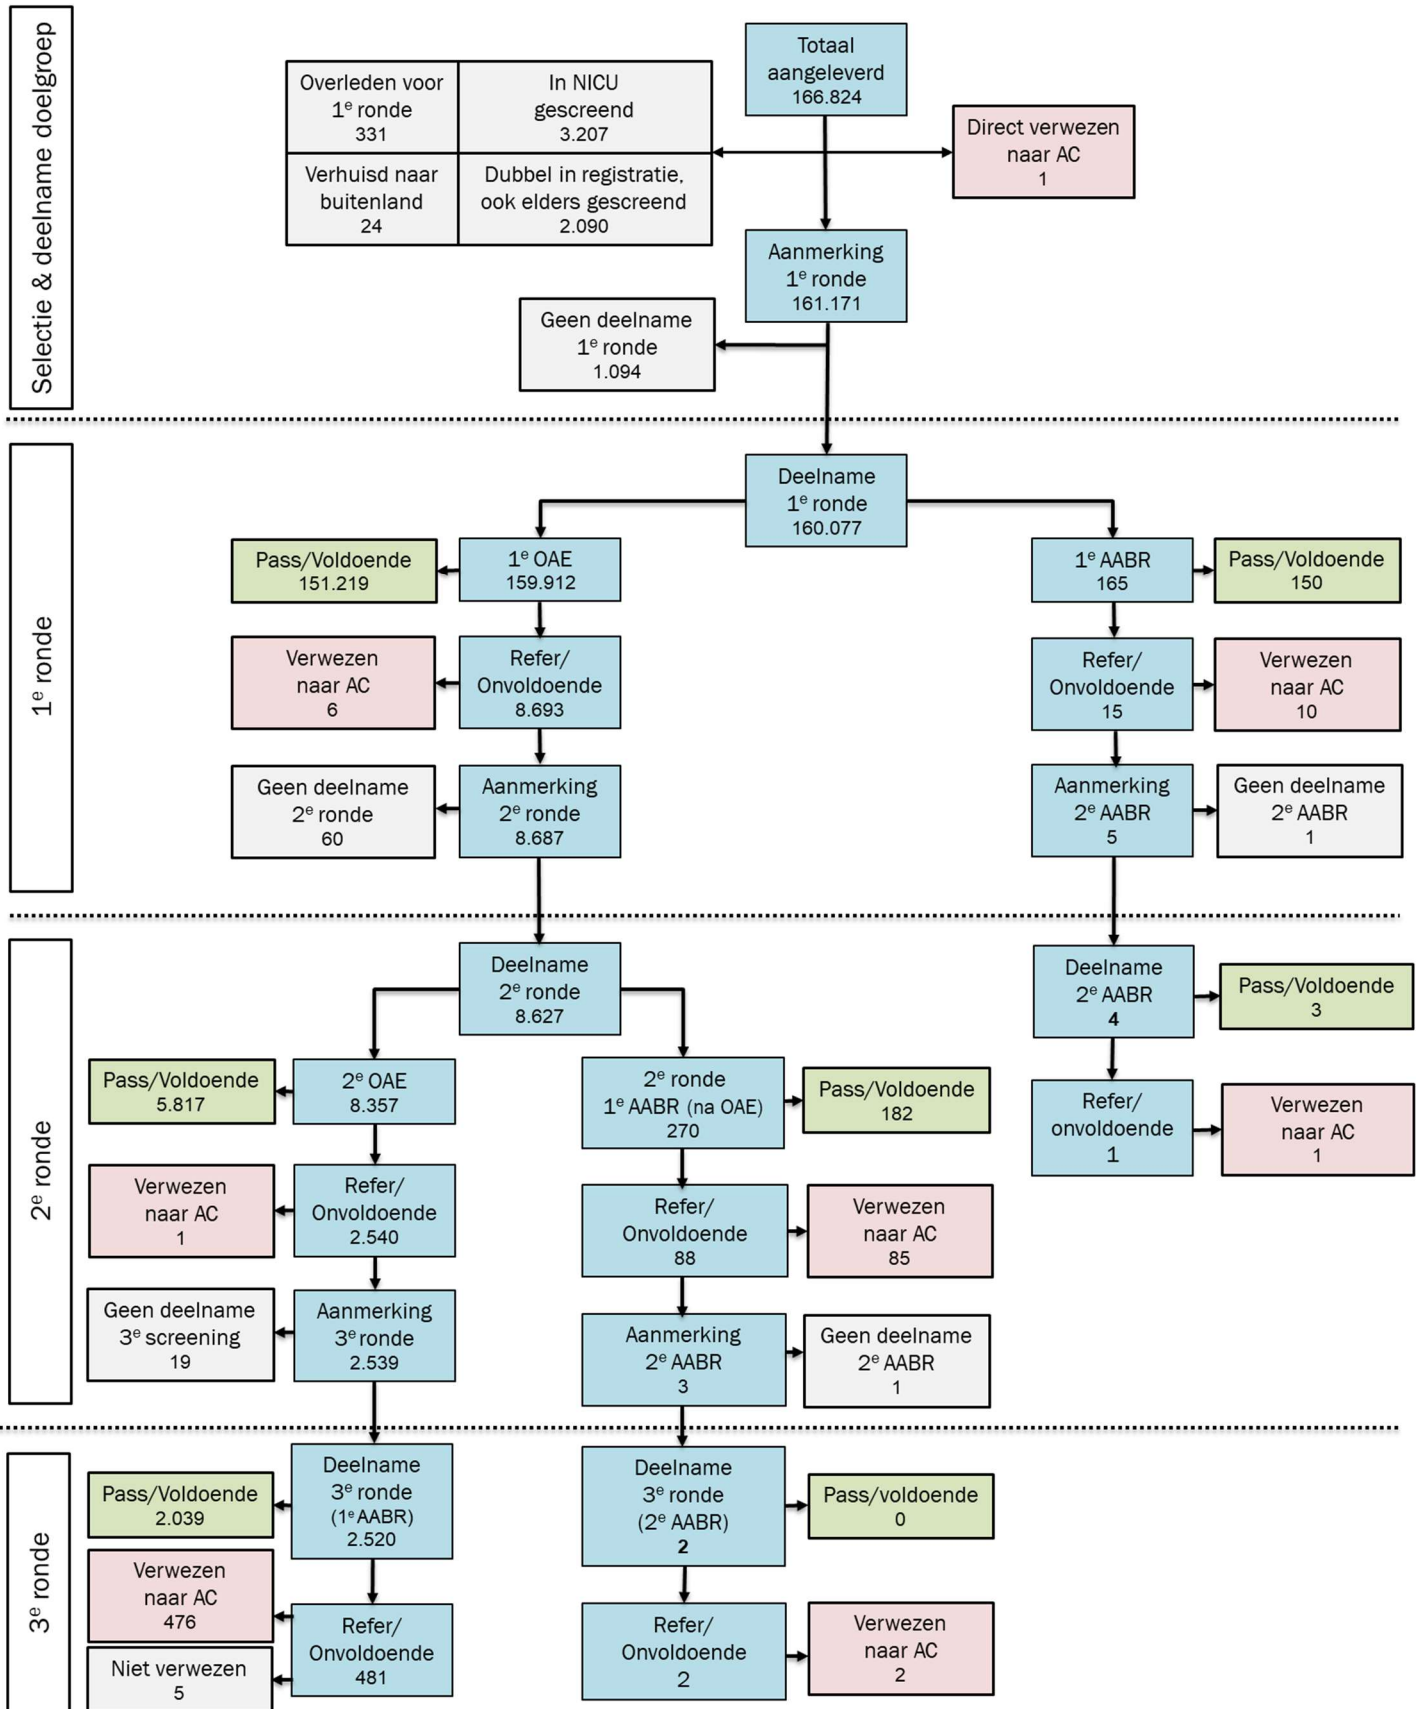 Selectie & deelname doelgroep
Totaal
aangeleverd
166.824
Overleden voor
1e ronde
331
In NICU
gescreend
3.207
Verhuisd naar
buitenland
24
Dubbel in registratie,
ook elders gescreend
2.090
Direct verwezen
naar AC
1
Aanmerking
1e ronde
161.171
Geen deelname
1e ronde
1.094
1e ronde
Deelname
1e ronde
160.077
Pass/Voldoende
151.219
1e OAE
159.912
1e AABR
165
Pass/Voldoende
150
Verwezen
naar AC
6
Refer/
Onvoldoende
8.693
Refer/
Onvoldoende
15
Verwezen
naar AC
10
Geen deelname
2e ronde
60
Aanmerking
2e ronde
8.687
Aanmerking
2e AABR
5
Geen deelname
2e AABR
1
2e ronde
Deelname
2e ronde
8.627
Deelname
2e AABR
4
Pass/Voldoende
3
Pass/Voldoende
5.817
2e OAE
8.357
2e ronde
1e AABR (na OAE)
270
Pass/Voldoende
182
Refer/
onvoldoende
1
Verwezen
naar AC
1
Verwezen
naar AC
1
Refer/
Onvoldoende
2.540
Refer/
Onvoldoende
88
Verwezen
naar AC
85
Geen deelname
3e screening
19
Aanmerking
3e ronde
2.539
Aanmerking
2e AABR
3
Geen deelname
2e AABR
1
3e ronde
Pass/Voldoende
2.039
Deelname
3e ronde
(1e AABR)
2.520
Deelname
3e ronde
(2e AABR)
2
Pass/voldoende
0
Verwezen
naar AC
476
Niet verwezen
5
Refer/
Onvoldoende
481
Refer/
Onvoldoende
2
Verwezen
naar AC
2